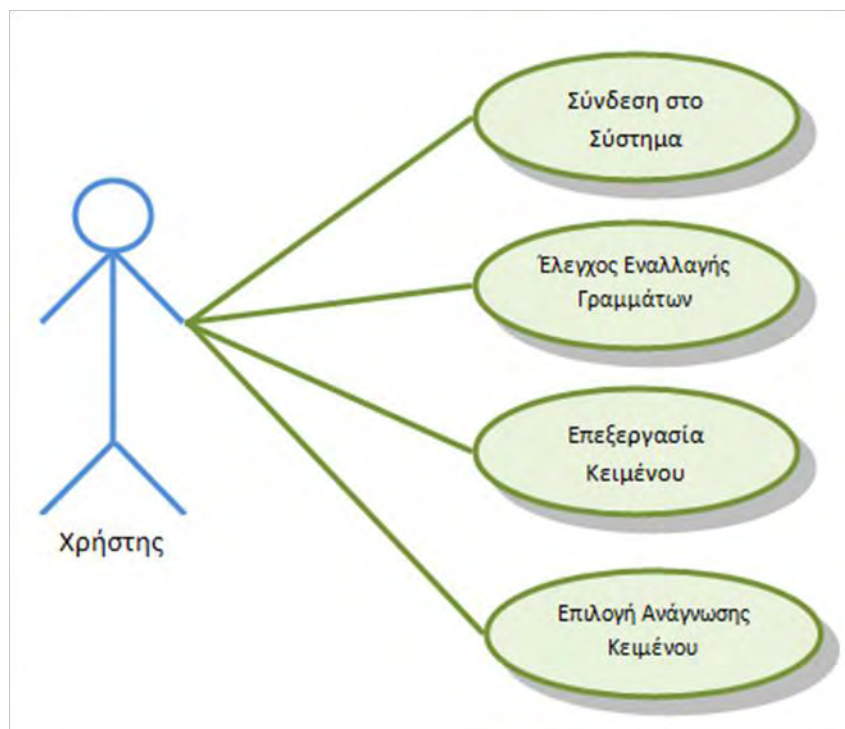 Σύνδεση στο
Σύστημα
Έλεγχος Εναλλαγής
Γραμμάτων
Επεξεργασία
Κειμένου
Χρήστης
Επιλογή Ανάγνωσης
Κειμένου